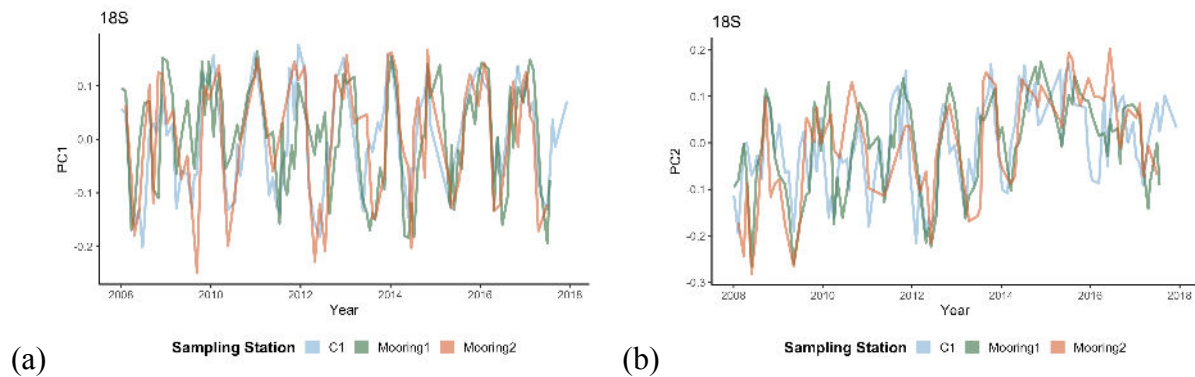 18S
PC1
0.1
0.0
-0.1
-0.2
2008 2010 2012 2014 2016 2018
Year
(a) Sampling Station C1 Mooring1 Mooring2
18S
PC2
0.2
0.1
0.0
-0.1
-0.2
-0.3
2008 2010 2012 2014 2016 2018
Year
(b) Sampling Station C1 Mooring1 Mooring2